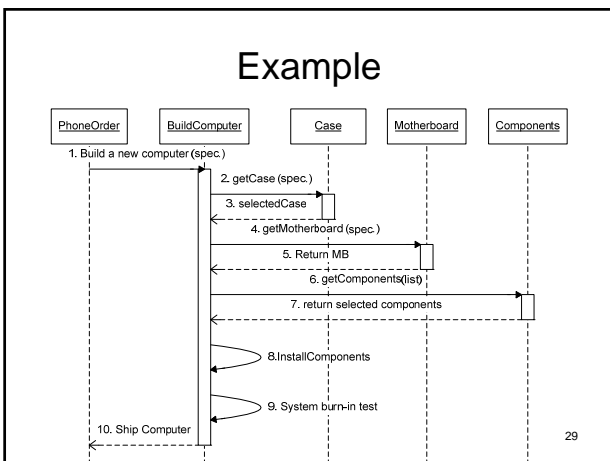 Example
PhoneOrder BuildComputer Case Motherboard Components
1. Build a new computer (spec.)
2. getCase (spec.)
3. selectedCase
4. getMotherboard (spec.)
5. Return MB
6. getComponents(list)
7. return selected components
8.InstallComponents
9. System burn-in test
10. Ship Computer
29